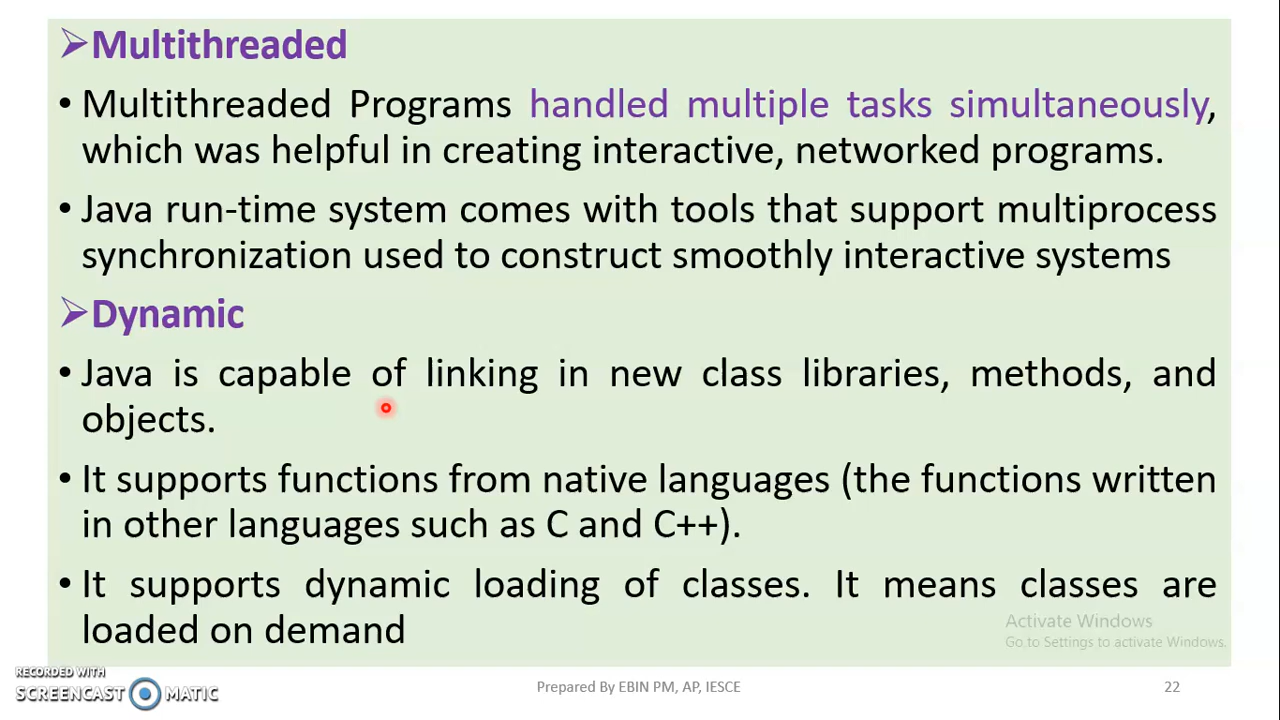 ➢Multithreaded
• Multithreaded Programs handled multiple tasks simultaneously,
which was helpful in creating interactive, networked programs.
• Java run-time system comes with tools that support multiprocess
synchronization used to construct smoothly interactive systems
➢Dynamic
• Java is capable of linking in new class libraries, methods, and
objects.
• It supports functions from native languages (the functions written
in other languages such as C and C++).
• It supports dynamic loading of classes. It means classes are
loaded on demand
Activate Windows
Go to Settings to activate Windows.
RECORDED WITH
SCREENCAST MATIC
Prepared By EBIN PM, AP, IESCE
22